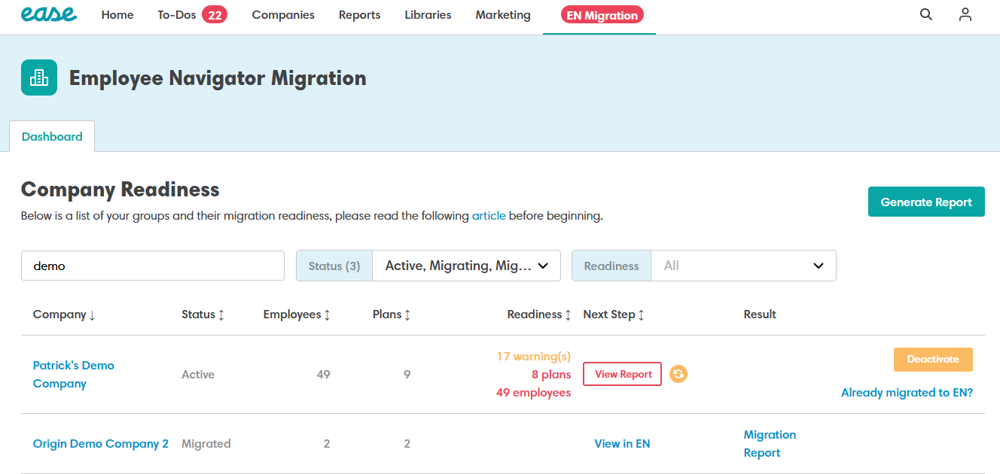 ease Home To-Dos 22 Companies Reports Libraries Marketing EN Migration
Employee Navigator Migration
Dashboard
Company Readiness
Below is a list of your groups and their migration readiness, please read the following article before beginning.
Generate Report
demo Status (3) Active, Migrating, Mig... Readiness All
Company ↓ Status ↕ Employees ↕ Plans ↕ Readiness ↕ Next Step ↕ Result
Patrick's Demo
Company
Active 49 9
17 warning(s)
8 plans
49 employees
View Report
Deactivate
Already migrated to EN?
Origin Demo Company 2 Migrated 2 2 View in EN
Migration
Report